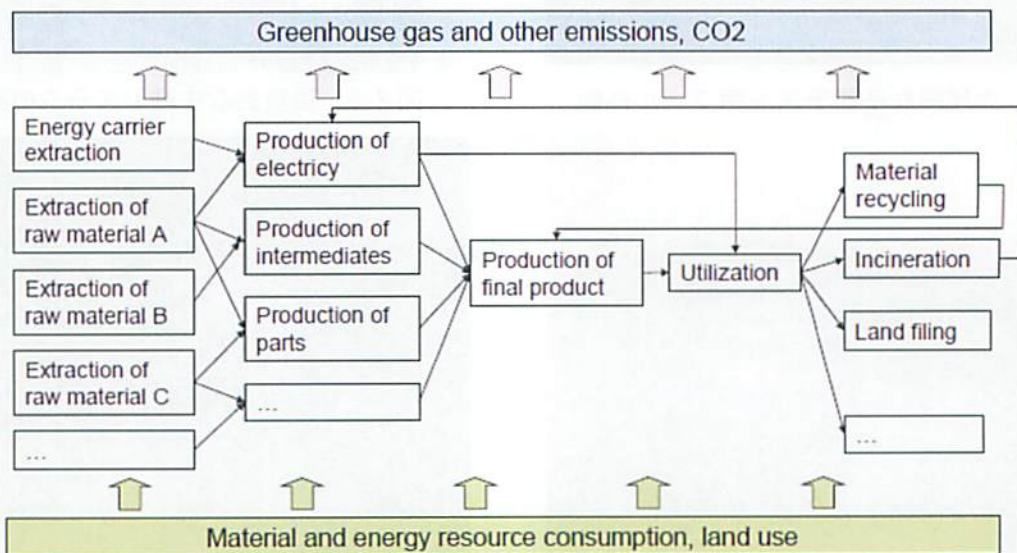 Greenhouse gas and other emissions, CO2
Energy carrier
extraction
Extraction of
raw material A
Extraction of
raw material B
Extraction of
raw material C
...
Production of
electricy
Production of
intermediates
Production of
parts
...
Production of
final product
Utilization
Material
recycling
Incineration
Land filing
...
Material and energy resource consumption, land use